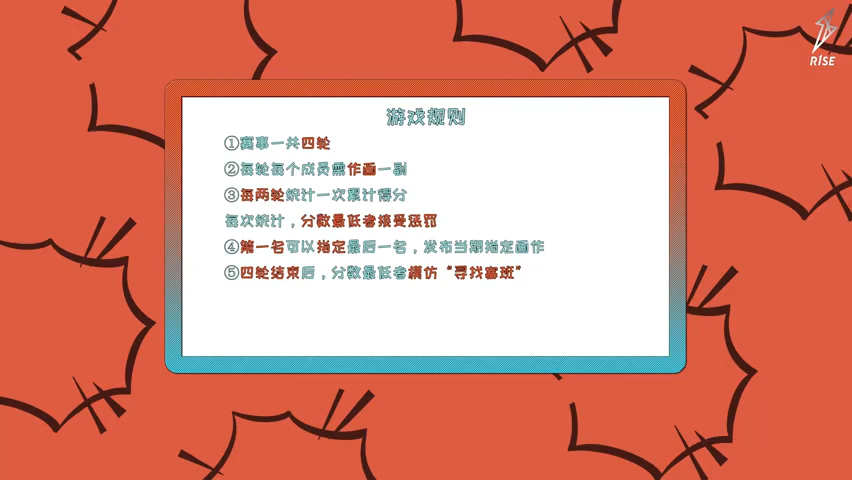 RISE
游戏规则
①赛事一共四轮
②每轮每个成员需作画一副
③每两轮统计一次累计得分
每次统计，分数最低者接受惩罚
④第一名可以指定最后一名，发布当期指定画作
⑤四轮结束后，分数最低者模仿“寻找塞班”